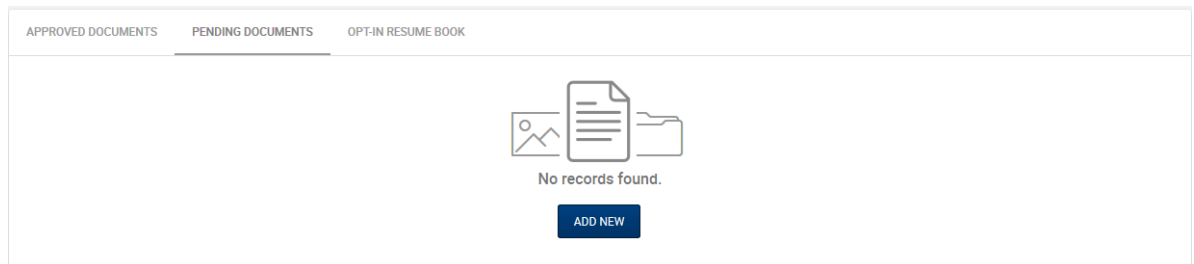 APPROVED DOCUMENTS PENDING DOCUMENTS OPT-IN RESUME BOOK
No records found.
ADD NEW